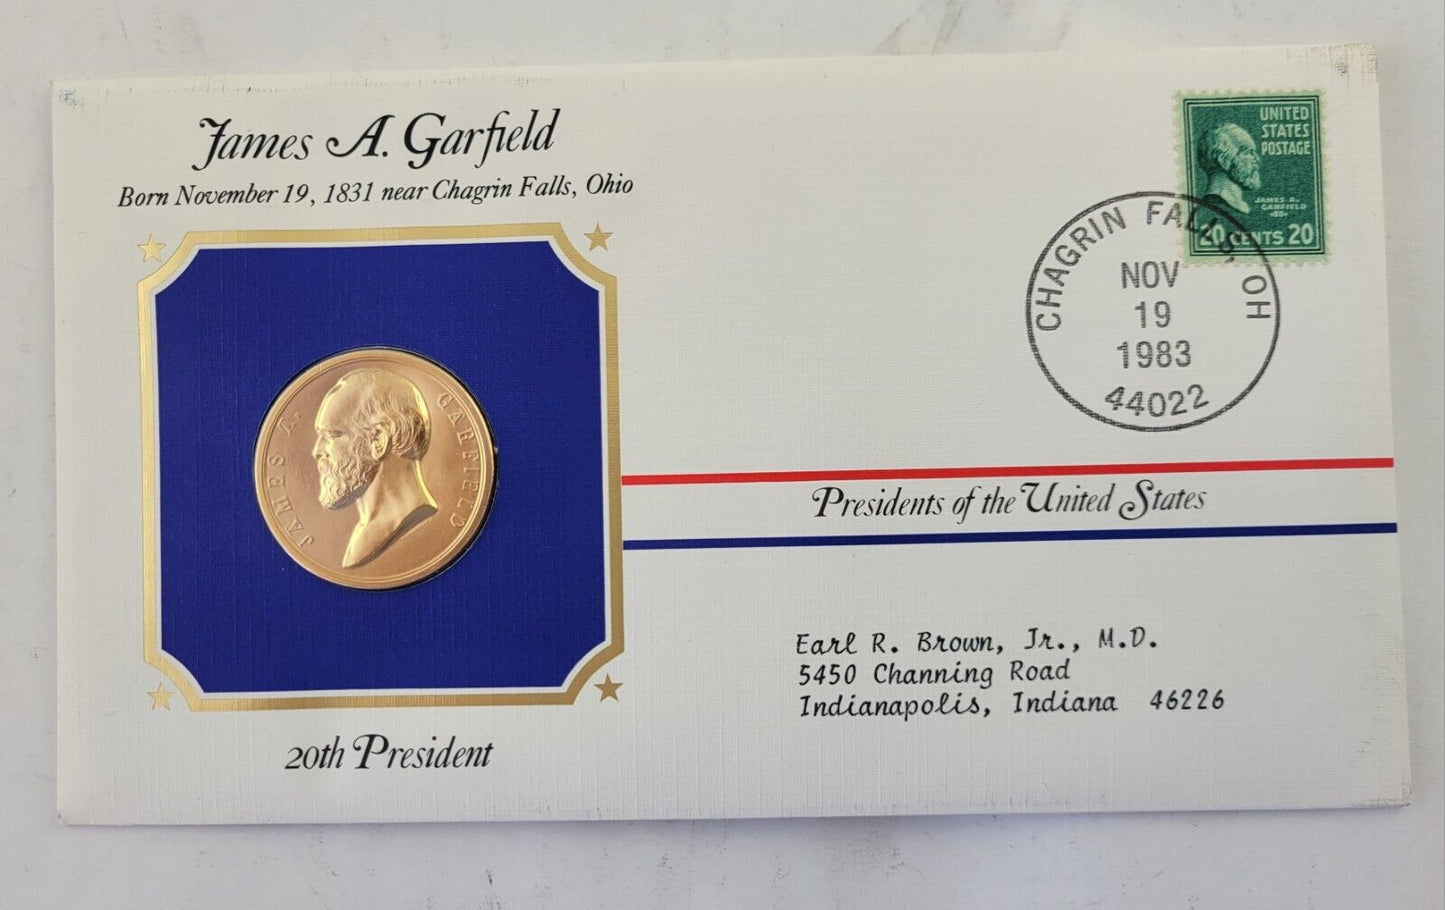 James A. Garfield
Born November 19, 1831 near Chagrin Falls, Ohio
JAMES A. GARFIELD
20th President
UNITED
STATES
POSTAGE
JAMES A.
GARFIELD
20 CENTS 20
CHAGRIN FALLS, OH
NOV
19
1983
44022
Presidents of the United States
Earl R. Brown, Jr., M.D.
5450 Channing Road
Indianapolis, Indiana 46226